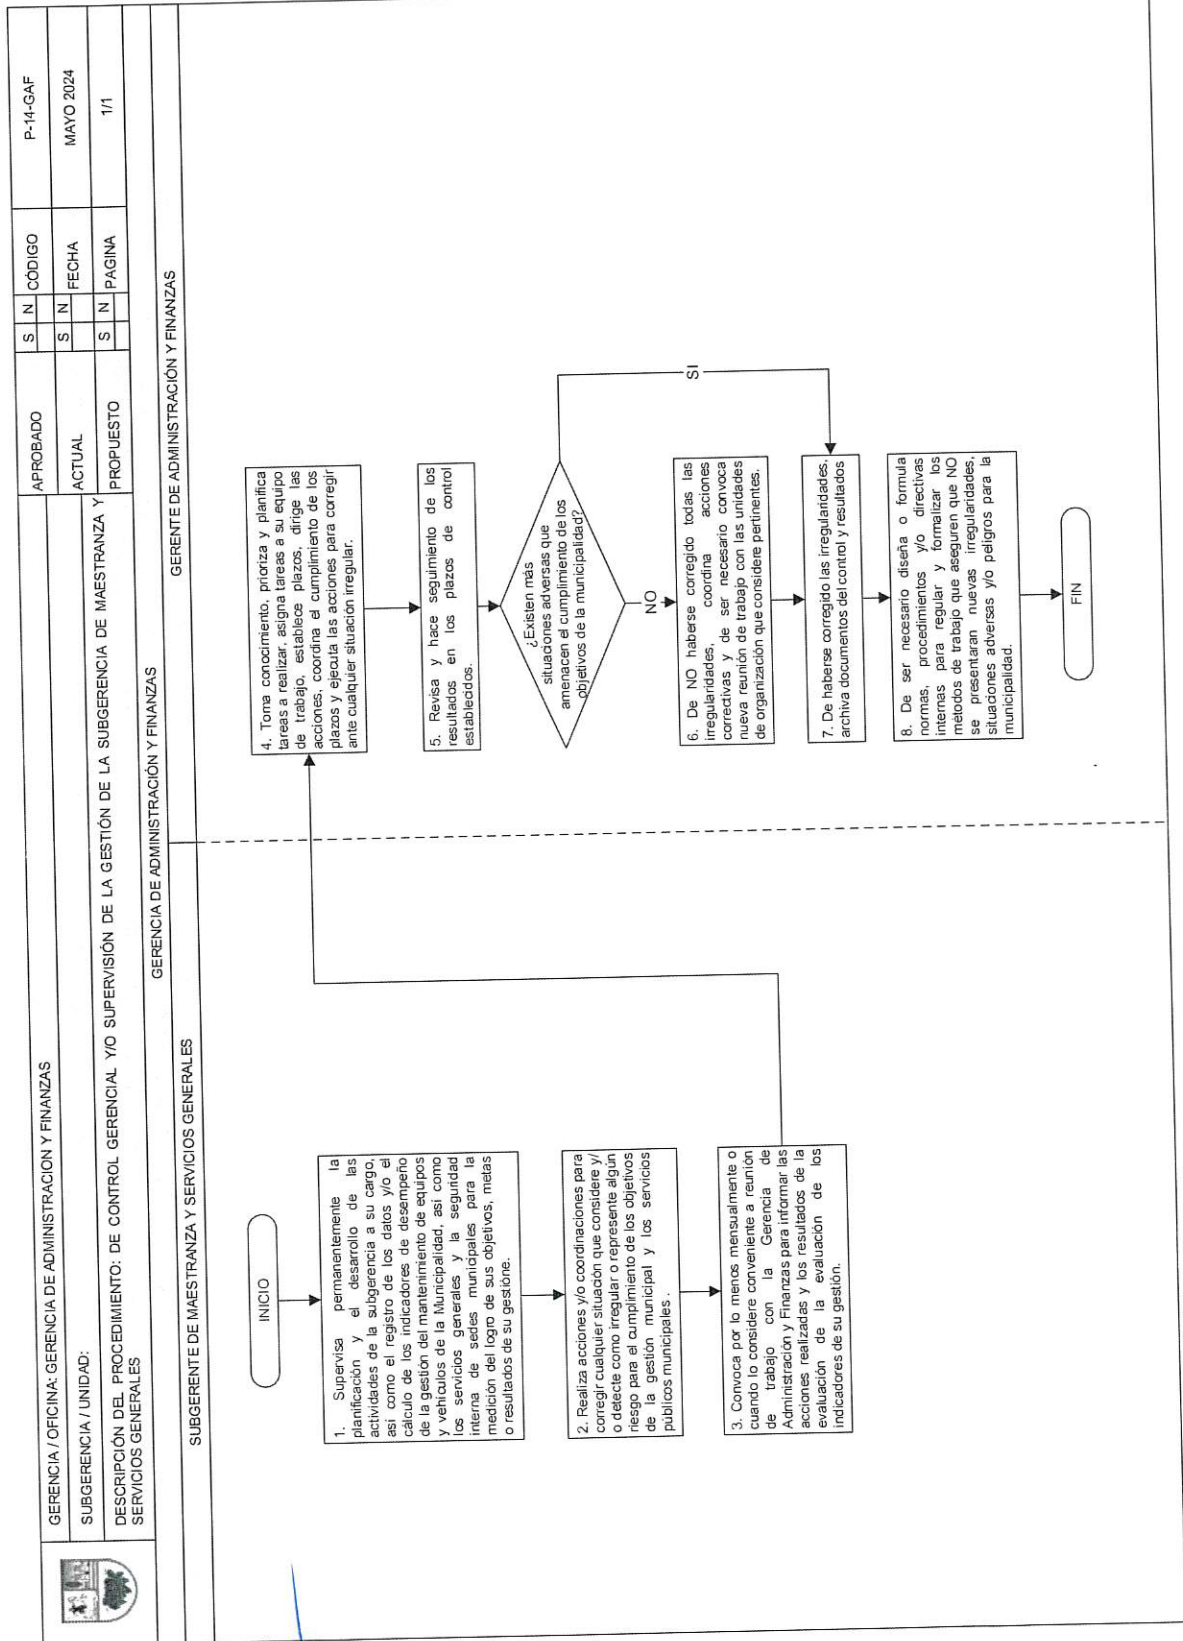 GERENCIA / OFICINA: GERENCIA DE ADMINISTRACION Y FINANZAS
APROBADO
S N
CÓDIGO
P-14-GAF
SUBGERENCIA / UNIDAD:
ACTUAL
S N
FECHA
MAYO 2024
DESCRIPCIÓN DEL PROCEDIMIENTO: DE CONTROL GERENCIAL Y/O SUPERVISIÓN DE LA GESTIÓN DE LA SUBGERENCIA DE MAESTRANZA Y
SERVICIOS GENERALES
PROPUESTO
S N
PAGINA
1/1
GERENCIA DE ADMINISTRACIÓN Y FINANZAS
SUBGERENTE DE MAESTRANZA Y SERVICIOS GENERALES
GERENTE DE ADMINISTRACIÓN Y FINANZAS
INICIO
1. Supervisa permanentemente la
planificación y el desarrollo de las
actividades de la subgerencia a su cargo,
así como el registro de los datos y/o el
cálculo de los indicadores de desempeño
de la gestión del mantenimiento de equipos
y vehículos de la Municipalidad, así como
los servicios generales y la seguridad
interna de sedes municipales para la
medición del logro de sus objetivos, metas
o resultados de su gestióne.
2. Realiza acciones y/o coordinaciones para
corregir cualquier situación que considere y/
o detecte como irregular o represente algún
riesgo para el cumplimiento de los objetivos
de la gestión municipal y los servicios
públicos municipales .
3. Convoca por lo menos mensualmente o
cuando lo considere conveniente a reunión
de trabajo con la Gerencia de
Administración y Finanzas para informar las
acciones realizadas y los resultados de la
evaluación de la evaluación de los
indicadores de su gestión.
4. Toma conocimiento, prioriza y planifica
tareas a realizar, asigna tareas a su equipo
de trabajo, establece plazos, dirige las
acciones, coordina el cumplimiento de los
plazos y ejecuta las acciones para corregir
ante cualquier situación irregular.
5. Revisa y hace seguimiento de los
resultados en los plazos de control
establecidos.
¿Existen más
situaciones adversas que
amenacen el cumplimiento de los
objetivos de la municipalidad?
SI
NO
6. De NO haberse corregido todas las
irregularidades, coordina acciones
correctivas y de ser necesario convoca
nueva reunión de trabajo con las unidades
de organización que considere pertinentes.
7. De haberse corregido las irregularidades,
archiva documentos del control y resultados
8. De ser necesario diseña o formula
normas, procedimientos y/o directivas
internas para regular y formalizar los
métodos de trabajo que aseguren que NO
se presentaran nuevas irregularidades,
situaciones adversas y/o peligros para la
municipalidad.
FIN